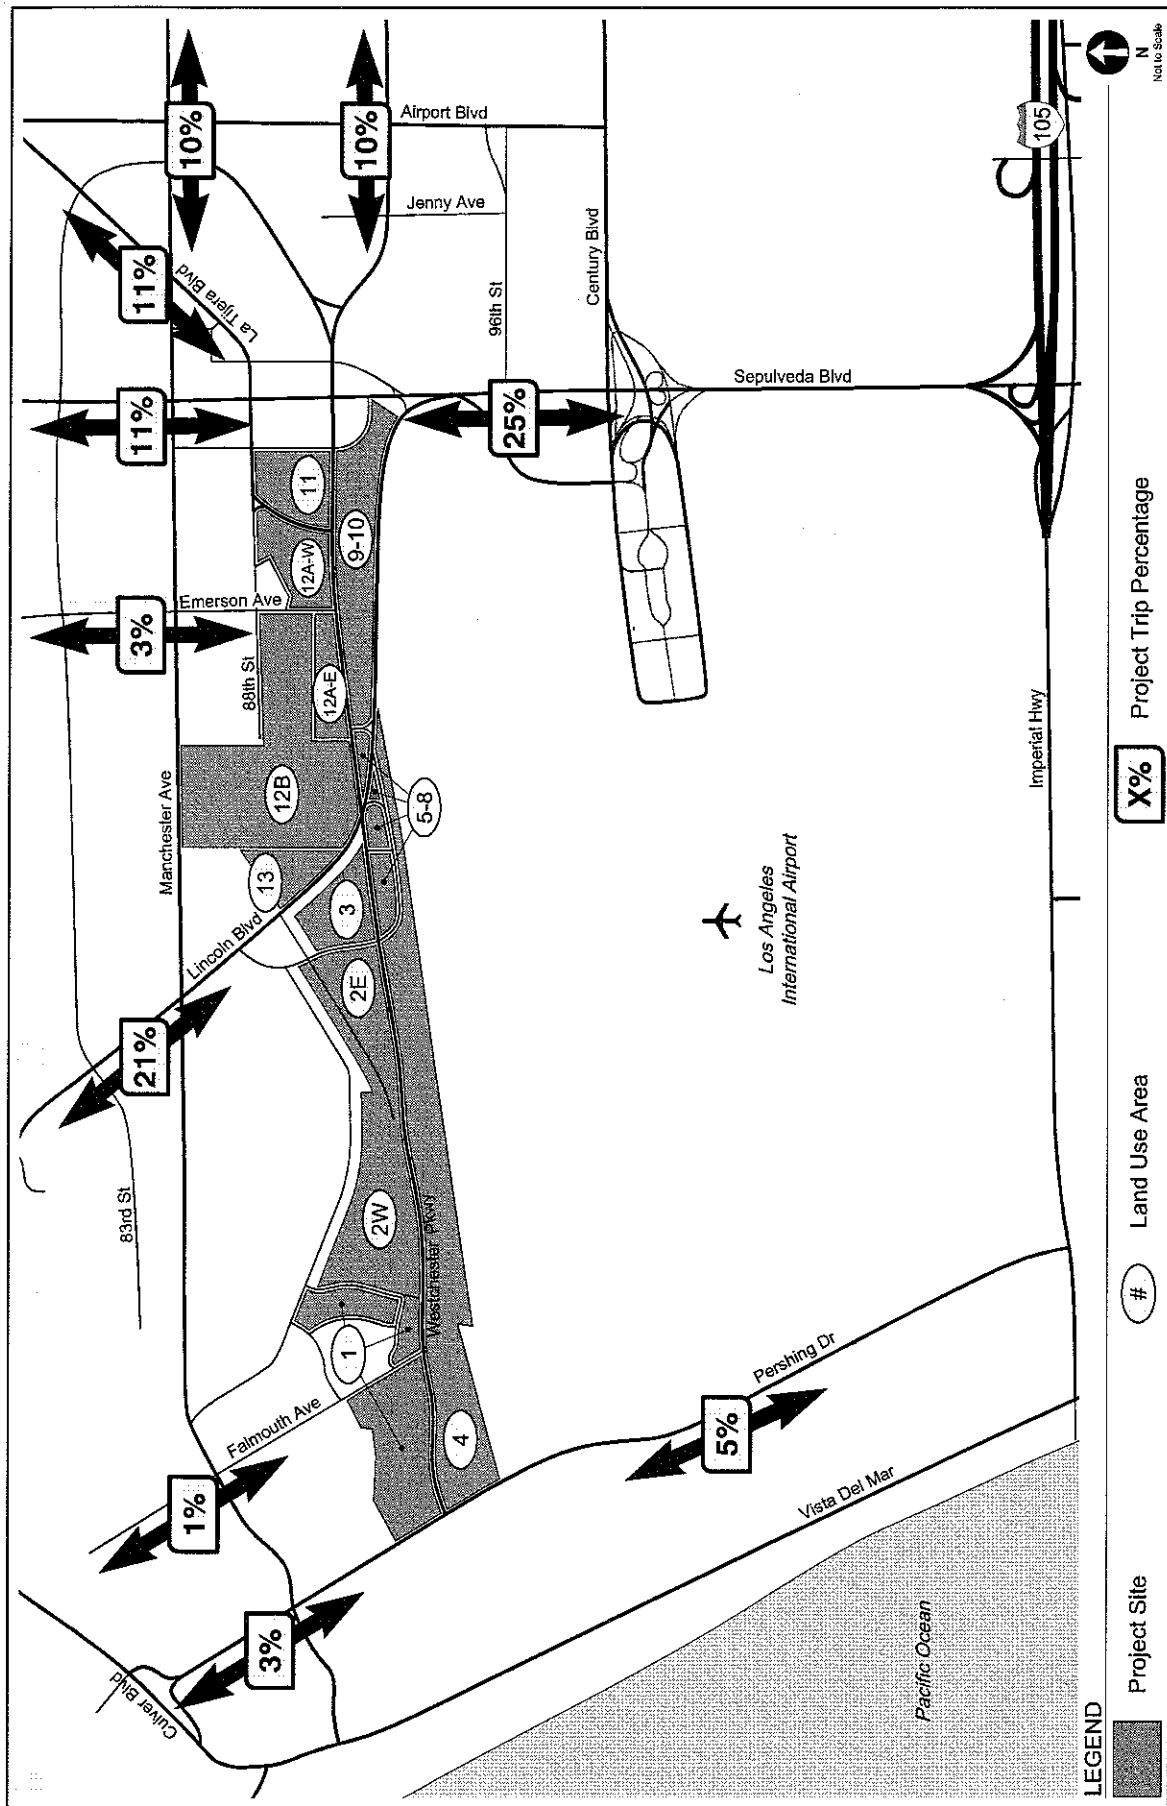 Culver Blvd
3%
1%
Falmouth Ave
83rd St
21%
Lincoln Blvd
Manchester Ave
3%
Emerson Ave
88th St
11%
11%
La Tijera Blvd
10%
10%
Airport Blvd
Jenny Ave
96th St
Century Blvd
25%
Sepulveda Blvd
1
2W
2E
3
4
13
12B
12A-E
12A-W
11
9-10
5-8
Westchester Pkwy
Pershing Dr
5%
Vista Del Mar
Pacific Ocean
Los Angeles
International Airport
Imperial Hwy
105
LEGEND
Project Site
# Land Use Area
X% Project Trip Percentage
N
Not to Scale